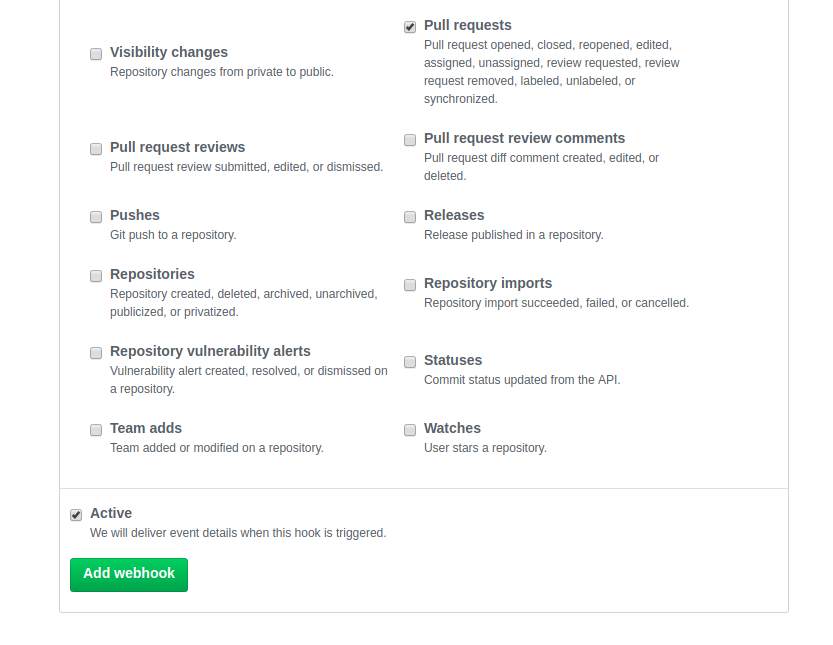 Pull requests
Pull request opened, closed, reopened, edited,
assigned, unassigned, review requested, review
request removed, labeled, unlabeled, or
synchronized.
Visibility changes
Repository changes from private to public.
Pull request reviews
Pull request review submitted, edited, or dismissed.
Pull request review comments
Pull request diff comment created, edited, or
deleted.
Pushes
Git push to a repository.
Releases
Release published in a repository.
Repositories
Repository created, deleted, archived, unarchived,
publicized, or privatized.
Repository imports
Repository import succeeded, failed, or cancelled.
Repository vulnerability alerts
Vulnerability alert created, resolved, or dismissed on
a repository.
Statuses
Commit status updated from the API.
Team adds
Team added or modified on a repository.
Watches
User stars a repository.
Active
We will deliver event details when this hook is triggered.
Add webhook